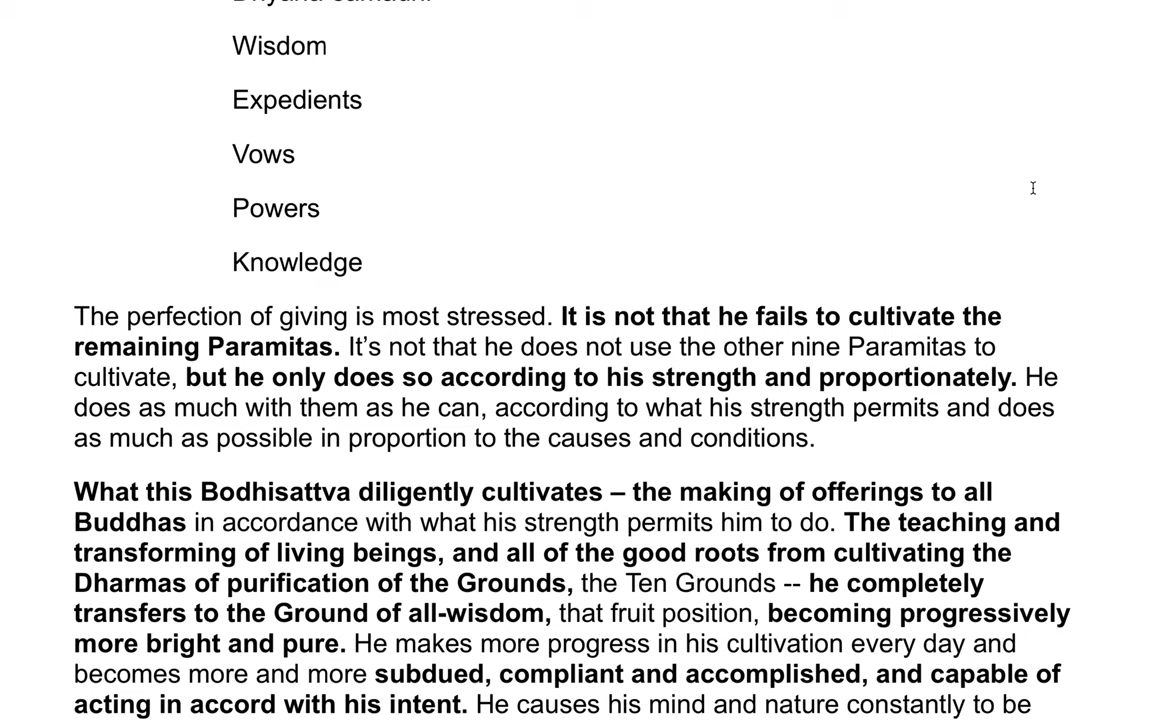 Wisdom
Expedients
Vows
Powers
Knowledge
The perfection of giving is most stressed. It is not that he fails to cultivate the
remaining Paramitas. It’s not that he does not use the other nine Paramitas to
cultivate, but he only does so according to his strength and proportionately. He
does as much with them as he can, according to what his strength permits and does
as much as possible in proportion to the causes and conditions.
What this Bodhisattva diligently cultivates – the making of offerings to all
Buddhas in accordance with what his strength permits him to do. The teaching and
transforming of living beings, and all of the good roots from cultivating the
Dharmas of purification of the Grounds, the Ten Grounds -- he completely
transfers to the Ground of all-wisdom, that fruit position, becoming progressively
more bright and pure. He makes more progress in his cultivation every day and
becomes more and more subdued, compliant and accomplished, and capable of
acting in accord with his intent. He causes his mind and nature constantly to be